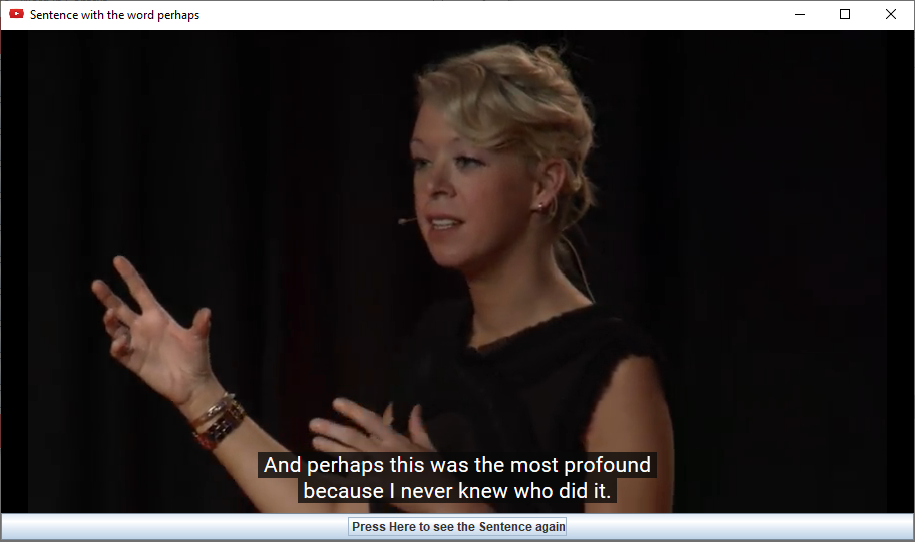 Sentence with the word perhaps
And perhaps this was the most profound
because I never knew who did it.
Press Here to see the Sentence again